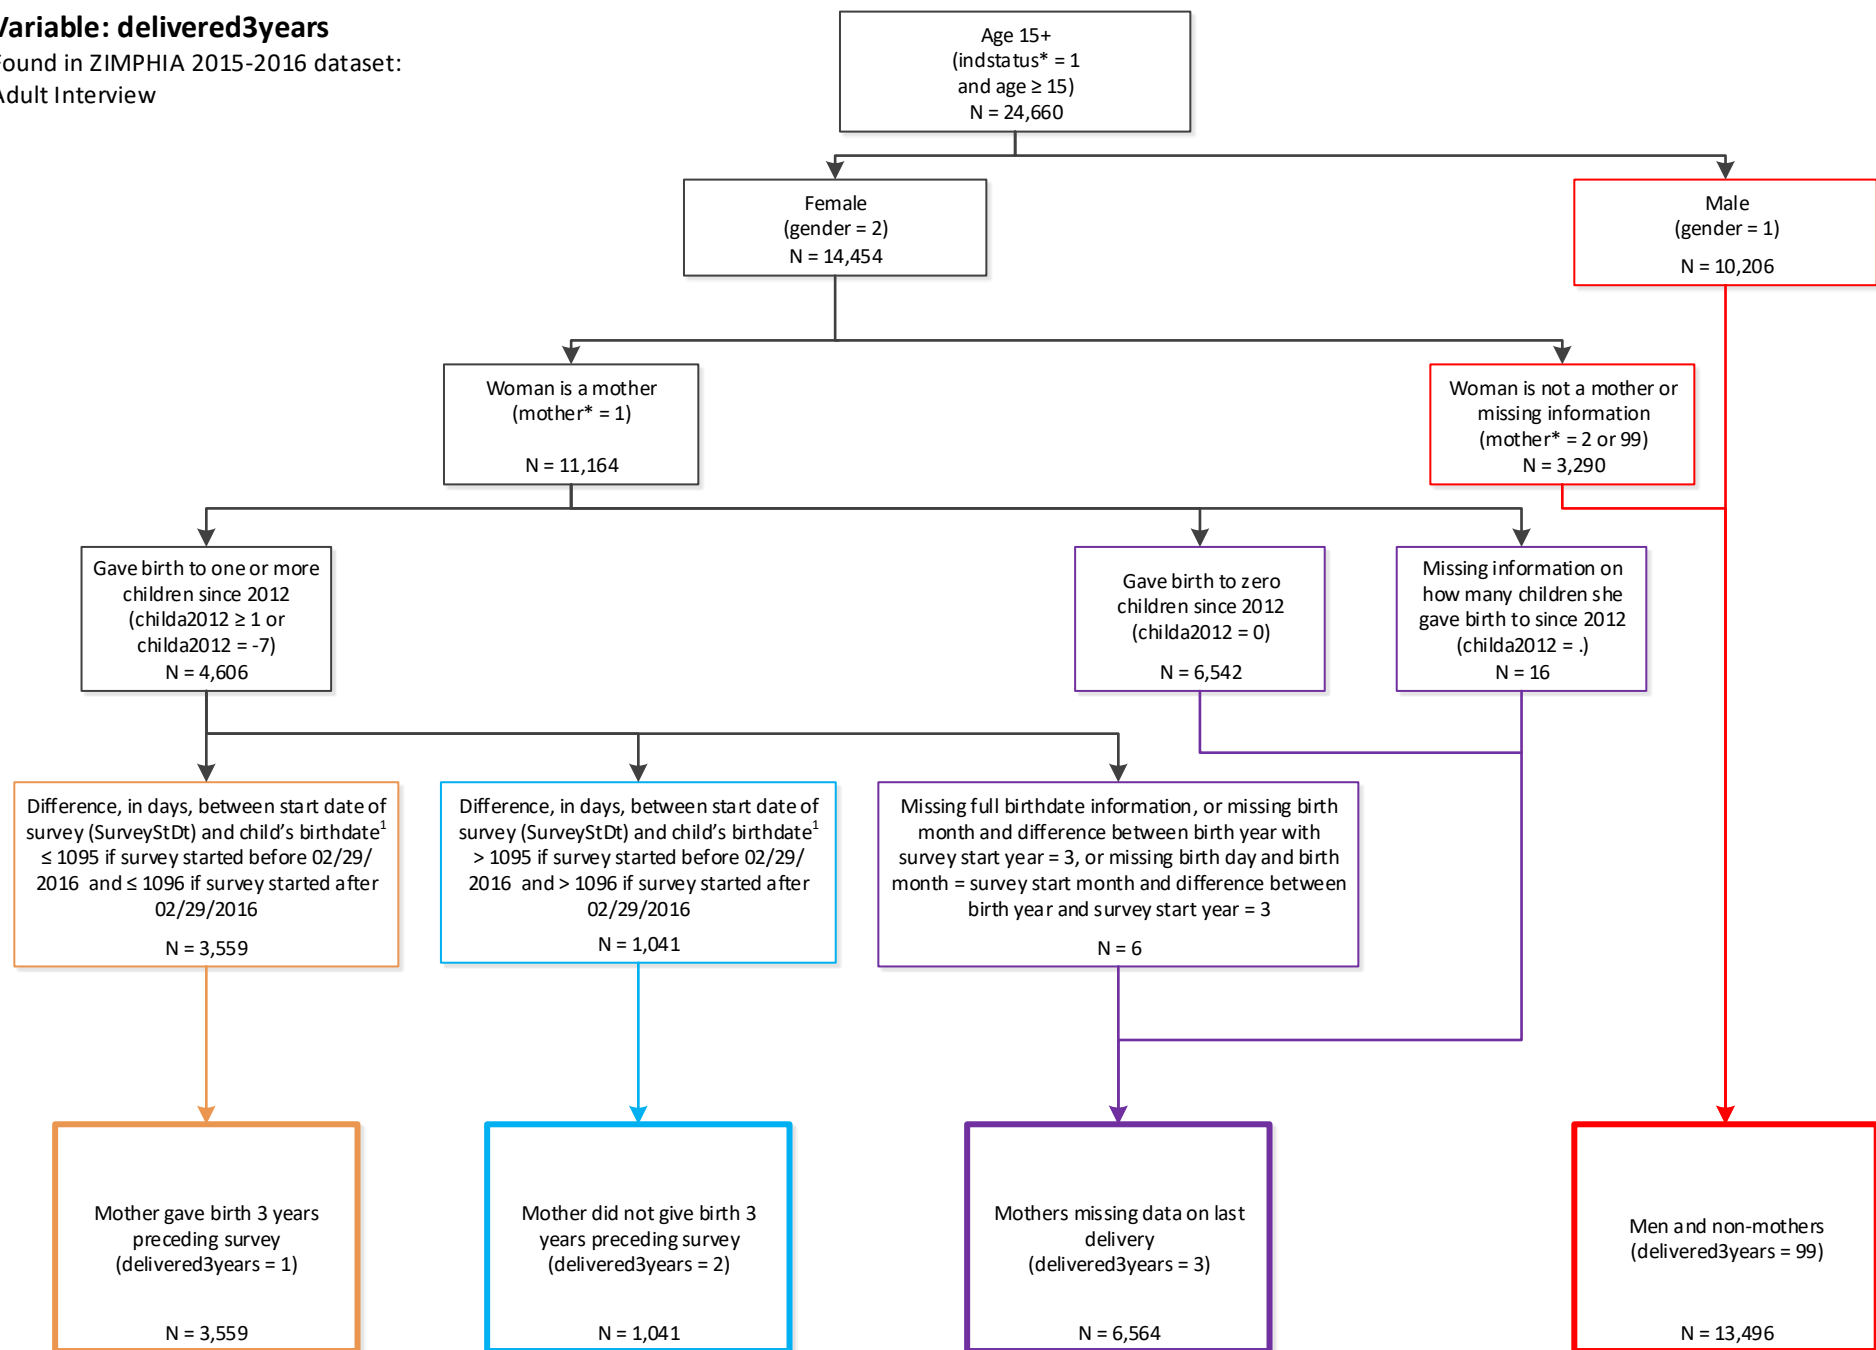 Variable: delivered3years
Found in ZIMPHIA 2015-2016 dataset:
Adult Interview
Age 15+
(indstatus* = 1
and age ≥ 15)
N = 24,660
Female
(gender = 2)
N = 14,454
Male
(gender = 1)
N = 10,206
Woman is a mother
(mother* = 1)
N = 11,164
Woman is not a mother or
missing information
(mother* = 2 or 99)
N = 3,290
Gave birth to one or more
children since 2012
(childa2012 ≥ 1 or
childa2012 = -7)
N = 4,606
Gave birth to zero
children since 2012
(childa2012 = 0)
N = 6,542
Missing information on
how many children she
gave birth to since 2012
(childa2012 = .)
N = 16
Difference, in days, between start date of
survey (SurveyStDt) and child's birthdate¹
≤ 1095 if survey started before 02/29/
2016 and ≤ 1096 if survey started after
02/29/2016
N = 3,559
Difference, in days, between start date of
survey (SurveyStDt) and child's birthdate¹
> 1095 if survey started before 02/29/
2016 and > 1096 if survey started after
02/29/2016
N = 1,041
Missing full birthdate information, or missing birth
month and difference between birth year with
survey start year = 3, or missing birth day and birth
month = survey start month and difference between
birth year and survey start year = 3
N = 6
Mother gave birth 3 years
preceding survey
(delivered3years = 1)
N = 3,559
Mother did not give birth 3
years preceding survey
(delivered3years = 2)
N = 1,041
Mothers missing data on last
delivery
(delivered3years = 3)
N = 6,564
Men and non-mothers
(delivered3years = 99)
N = 13,496